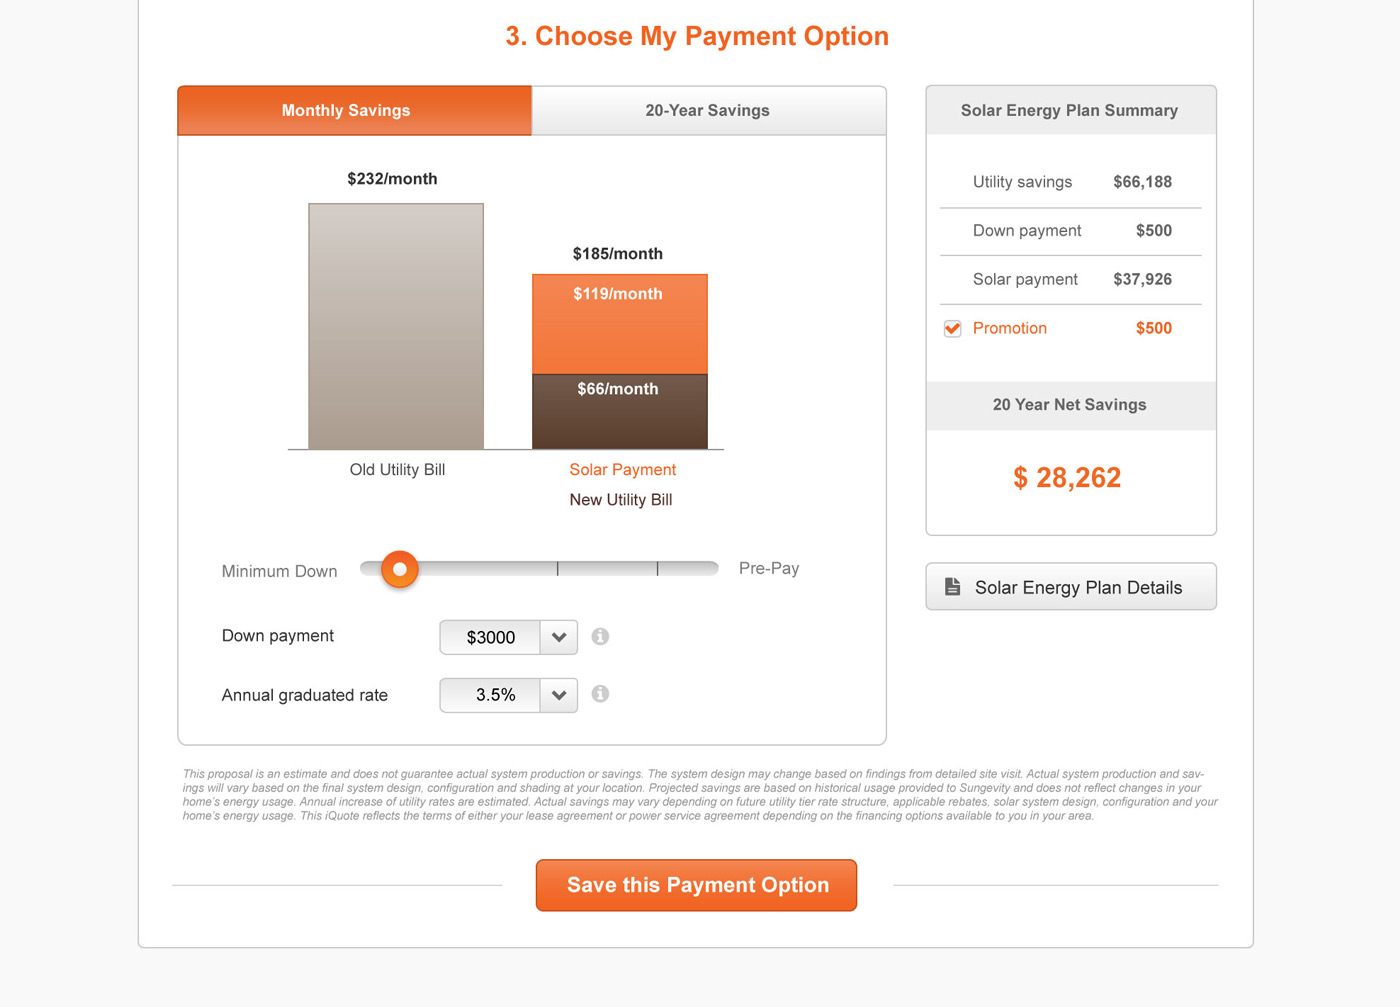 3. Choose My Payment Option
Monthly Savings
20-Year Savings
$232/month
$185/month
$119/month
$66/month
Old Utility Bill
Solar Payment
New Utility Bill
Minimum Down
Pre-Pay
Down payment
$3000
Annual graduated rate
3.5%
Solar Energy Plan Summary
Utility savings $66,188
Down payment $500
Solar payment $37,926
Promotion $500
20 Year Net Savings
$ 28,262
Solar Energy Plan Details
This proposal is an estimate and does not guarantee actual system production or savings. The system design may change based on findings from detailed site visit. Actual system production and sav-
ings will vary based on the final system design, configuration and shading at your location. Projected savings are based on historical usage provided to Sungevity and does not reflect changes in your
home's energy usage. Annual increase of utility rates are estimated. Actual savings may vary depending on future utility tier rate structure, applicable rebates, solar system design, configuration and your
home's energy usage. This iQuote reflects the terms of either your lease agreement or power service agreement depending on the financing options available to you in your area.
Save this Payment Option